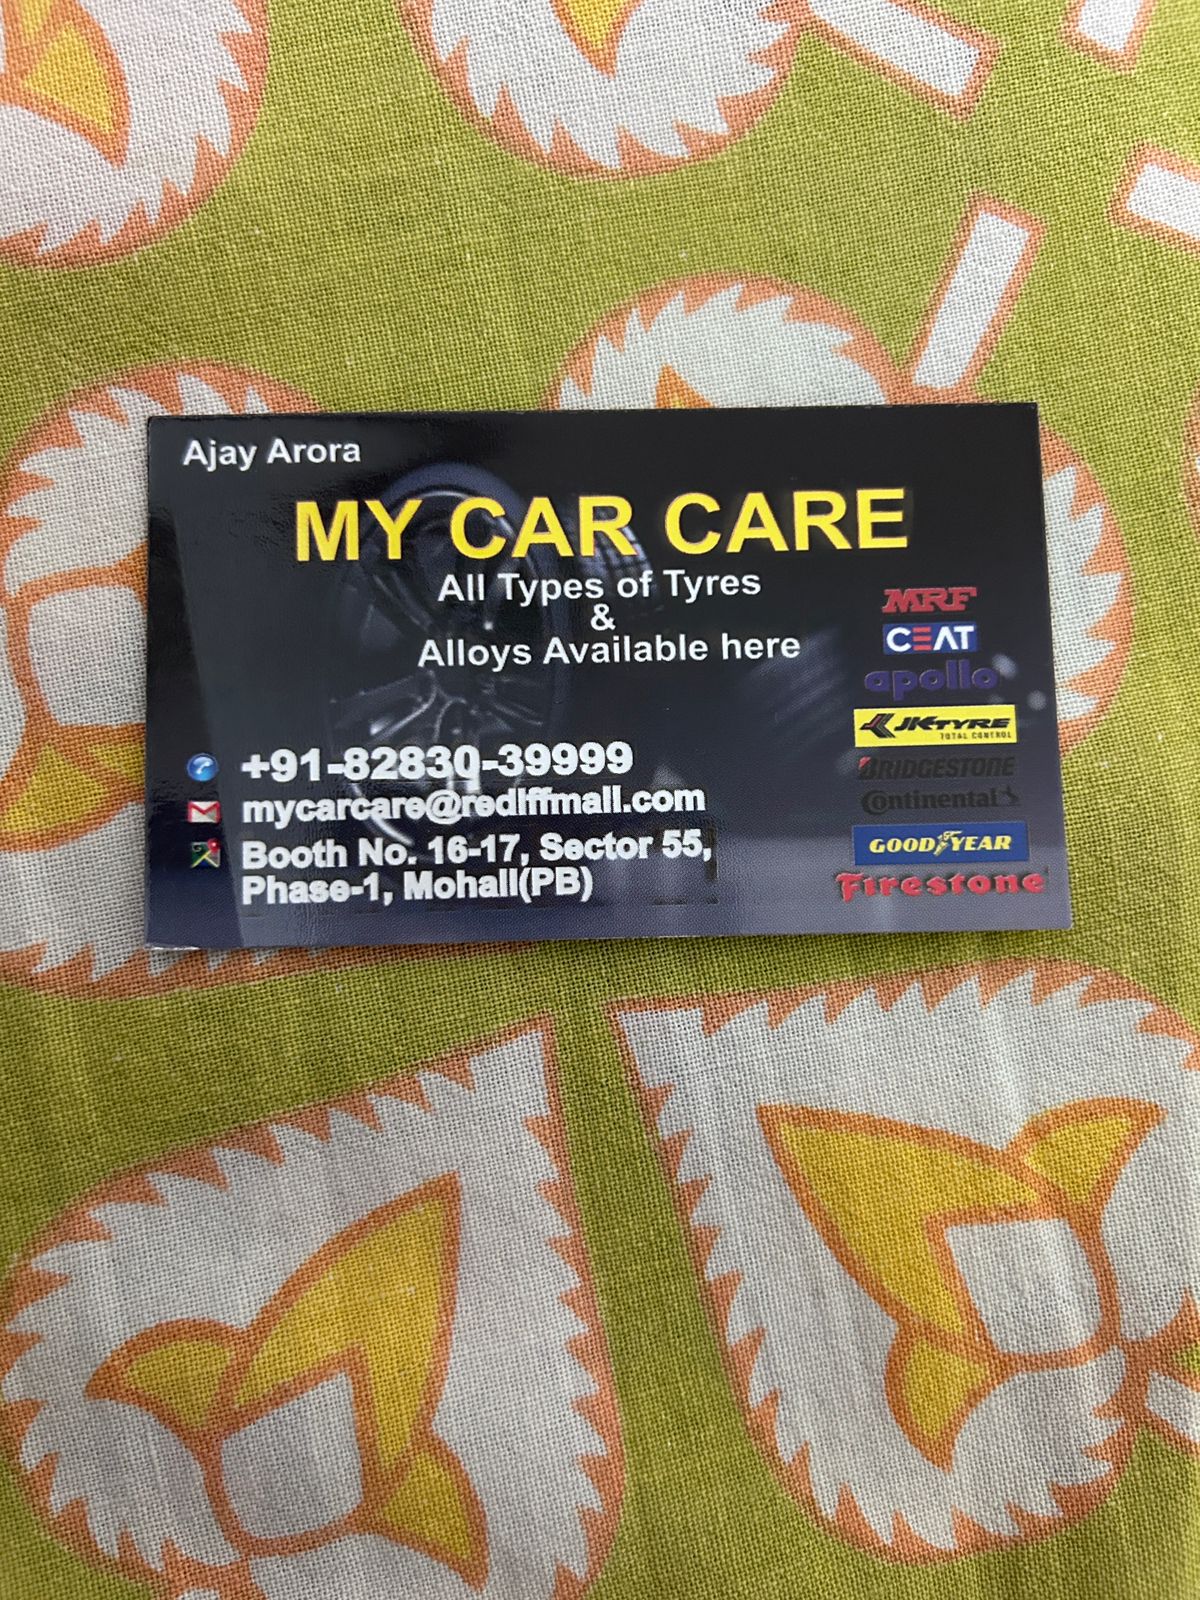 Ajay Arora
MY CAR CARE
All Types of Tyres
&
Alloys Available here
MRF
CEAT
apollo
JK TYRE
TOTAL CONTROL
BRIDGESTONE
Continental
GOOD YEAR
Firestone
+91-82830-39999
mycarcare@rediffmail.com
Booth No. 16-17, Sector 55,
Phase-1, Mohali(PB)